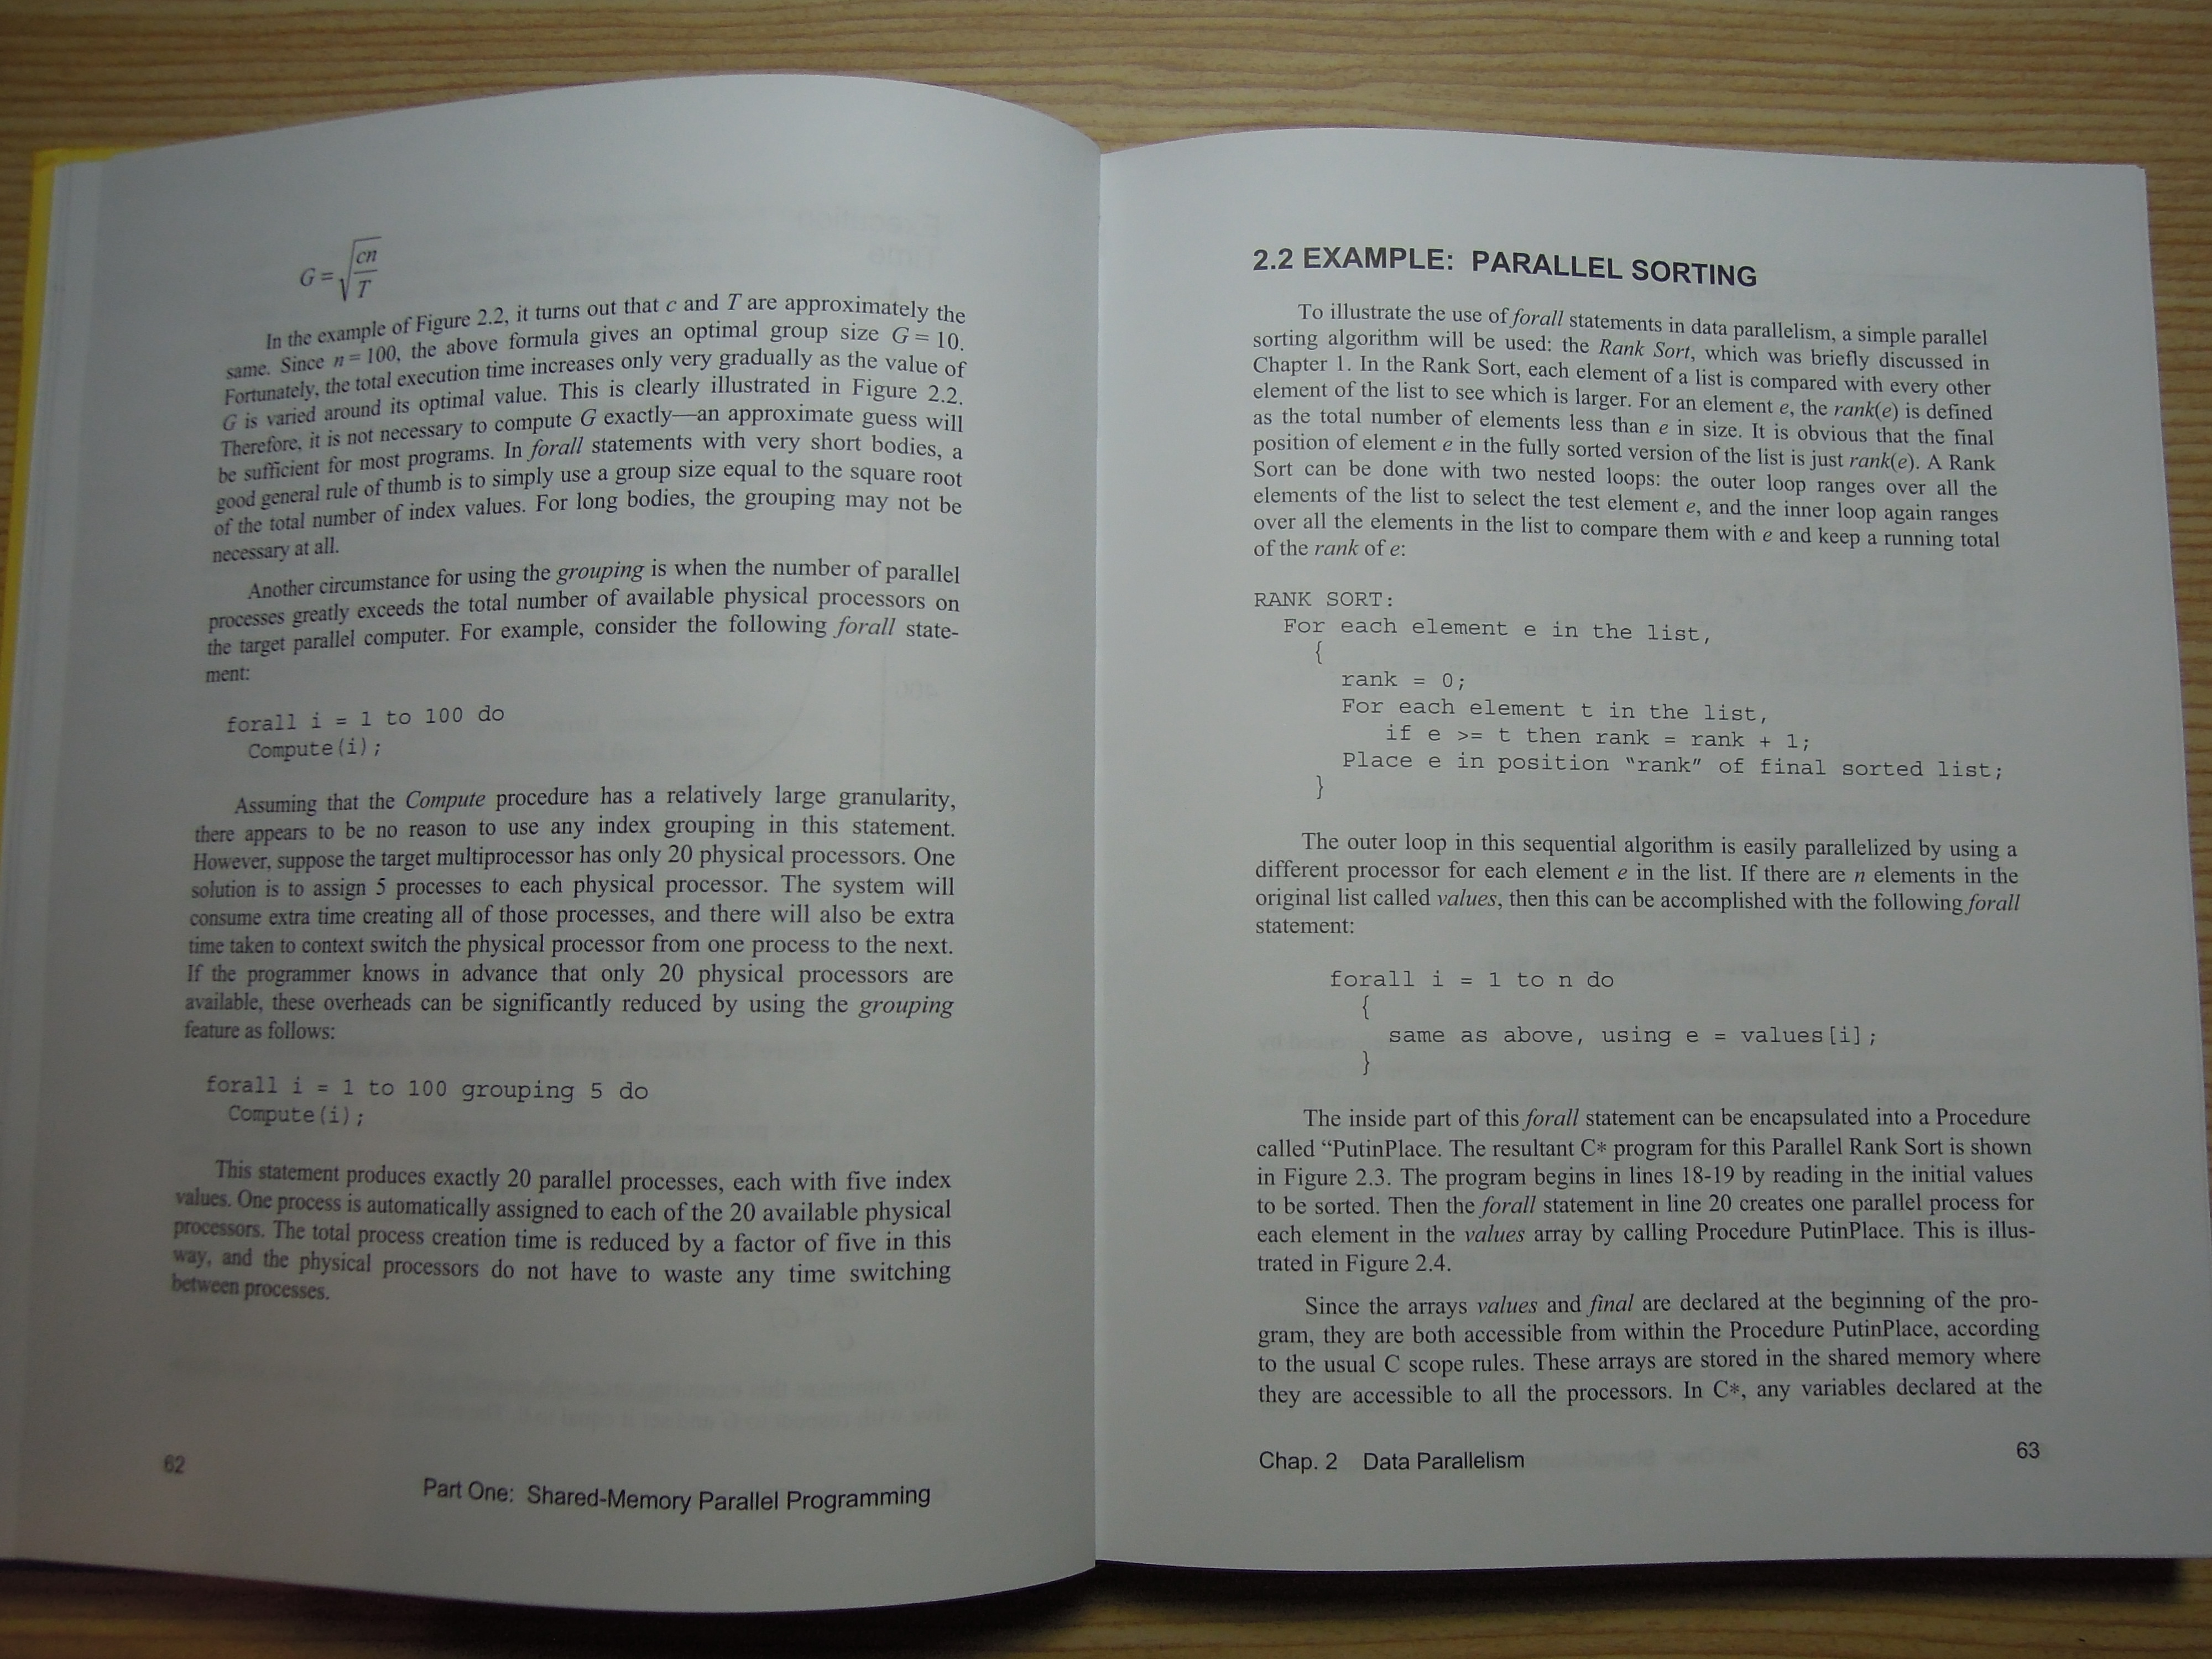 G = √(cn/T)
In the example of Figure 2.2, it turns out that c and T are approximately the
same. Since n = 100, the above formula gives an optimal group size G = 10.
Fortunately, the total execution time increases only very gradually as the value of
G is varied around its optimal value. This is clearly illustrated in Figure 2.2.
Therefore, it is not necessary to compute G exactly—an approximate guess will
be sufficient for most programs. In forall statements with very short bodies, a
good general rule of thumb is to simply use a group size equal to the square root
of the total number of index values. For long bodies, the grouping may not be
necessary at all.
Another circumstance for using the grouping is when the number of parallel
processes greatly exceeds the total number of available physical processors on
the target parallel computer. For example, consider the following forall state-
ment:
forall i = 1 to 100 do
Compute(i);
Assuming that the Compute procedure has a relatively large granularity,
there appears to be no reason to use any index grouping in this statement.
However, suppose the target multiprocessor has only 20 physical processors. One
solution is to assign 5 processes to each physical processor. The system will
consume extra time creating all of those processes, and there will also be extra
time taken to context switch the physical processor from one process to the next.
If the programmer knows in advance that only 20 physical processors are
available, these overheads can be significantly reduced by using the grouping
feature as follows:
forall i = 1 to 100 grouping 5 do
Compute(i);
This statement produces exactly 20 parallel processes, each with five index
values. One process is automatically assigned to each of the 20 available physical
processors. The total process creation time is reduced by a factor of five in this
way, and the physical processors do not have to waste any time switching
between processes.
62
Part One: Shared-Memory Parallel Programming
2.2 EXAMPLE: PARALLEL SORTING
To illustrate the use of forall statements in data parallelism, a simple parallel
sorting algorithm will be used: the Rank Sort, which was briefly discussed in
Chapter 1. In the Rank Sort, each element of a list is compared with every other
element of the list to see which is larger. For an element e, the rank(e) is defined
as the total number of elements less than e in size. It is obvious that the final
position of element e in the fully sorted version of the list is just rank(e). A Rank
Sort can be done with two nested loops: the outer loop ranges over all the
elements of the list to select the test element e, and the inner loop again ranges
over all the elements in the list to compare them with e and keep a running total
of the rank of e:
RANK SORT:
For each element e in the list,
{
rank = 0;
For each element t in the list,
if e >= t then rank = rank + 1;
Place e in position "rank" of final sorted list;
}
The outer loop in this sequential algorithm is easily parallelized by using a
different processor for each element e in the list. If there are n elements in the
original list called values, then this can be accomplished with the following forall
statement:
forall i = 1 to n do
{
same as above, using e = values[i];
}
The inside part of this forall statement can be encapsulated into a Procedure
called “PutinPlace. The resultant C* program for this Parallel Rank Sort is shown
in Figure 2.3. The program begins in lines 18-19 by reading in the initial values
to be sorted. Then the forall statement in line 20 creates one parallel process for
each element in the values array by calling Procedure PutinPlace. This is illus-
trated in Figure 2.4.
Since the arrays values and final are declared at the beginning of the pro-
gram, they are both accessible from within the Procedure PutinPlace, according
to the usual C scope rules. These arrays are stored in the shared memory where
they are accessible to all the processors. In C*, any variables declared at the
Chap. 2 Data Parallelism
63